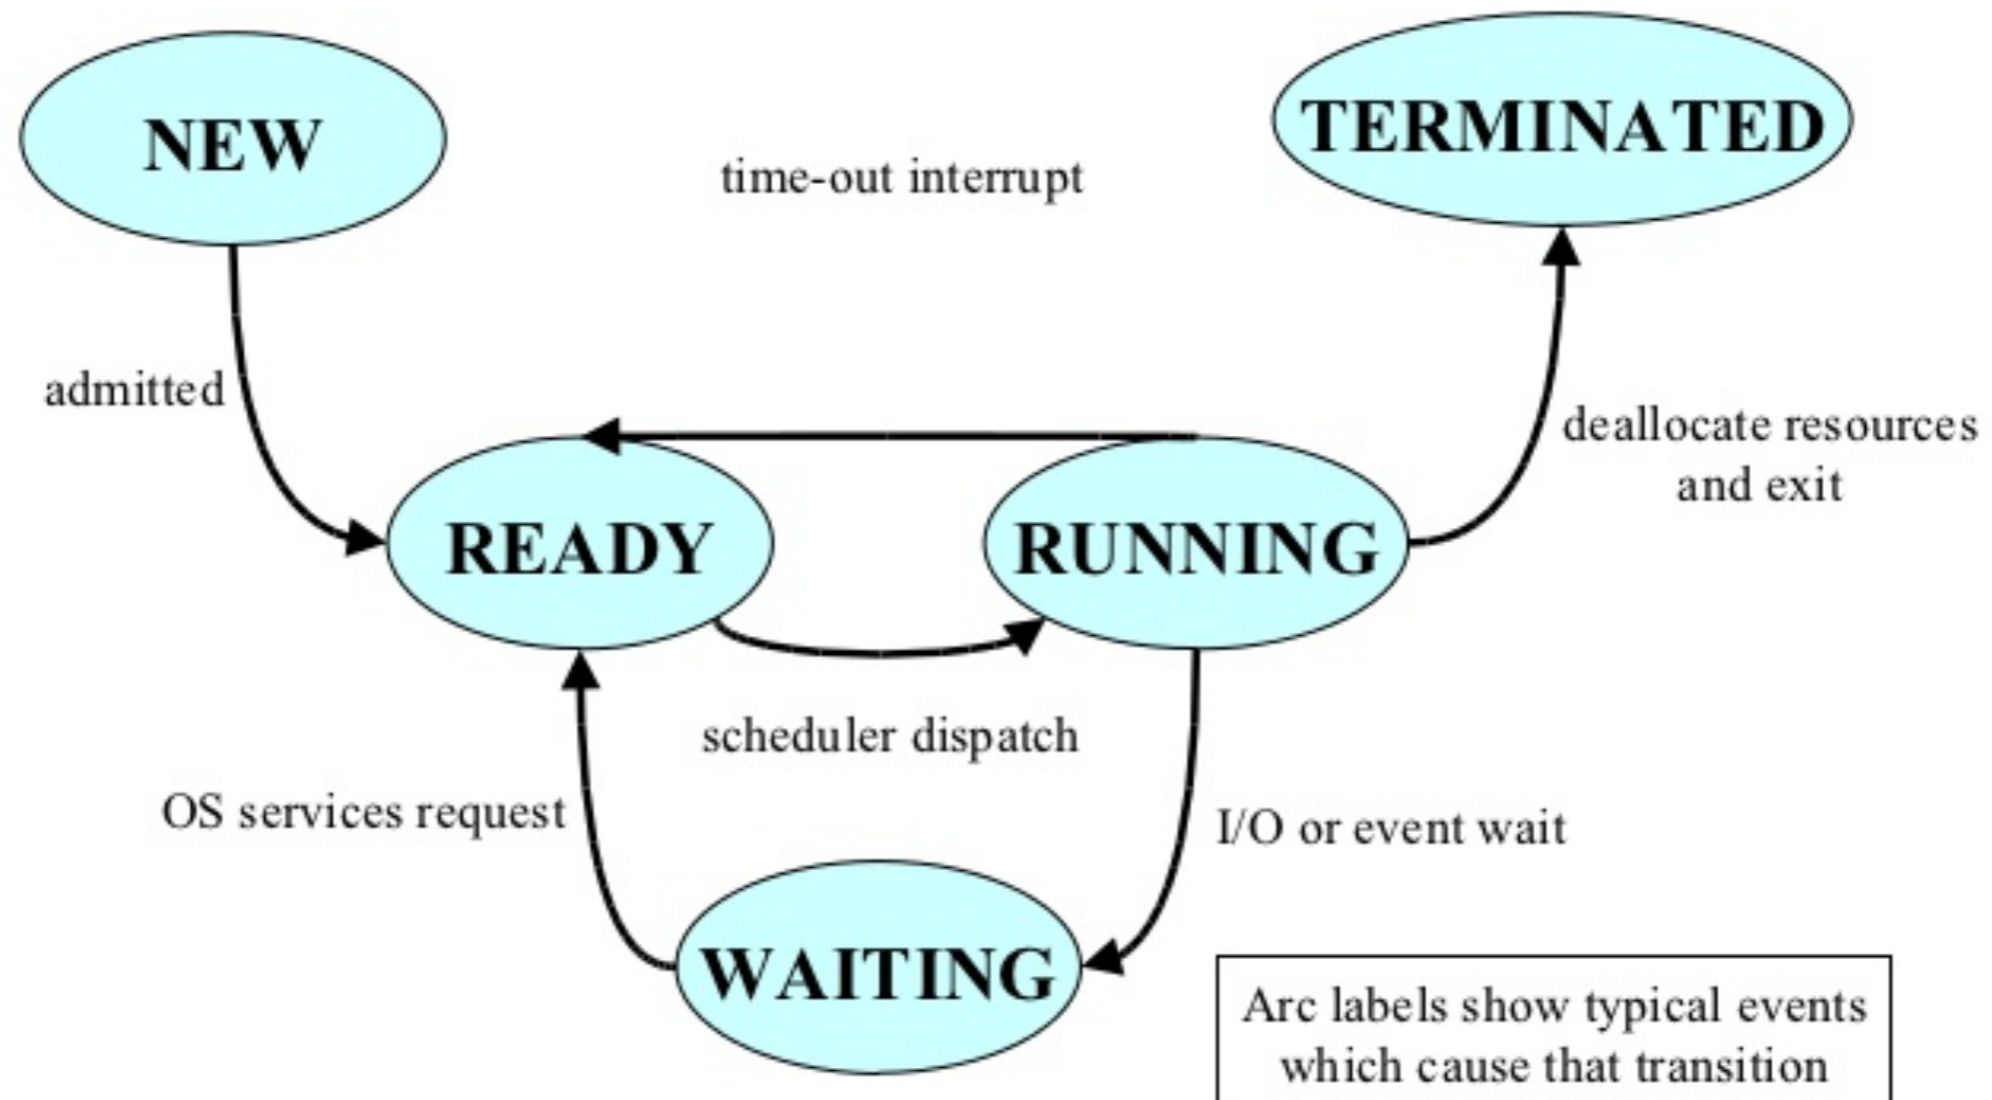 NEW
TERMINATED
time-out interrupt
admitted
deallocate resources
and exit
READY
RUNNING
scheduler dispatch
OS services request
I/O or event wait
WAITING
Arc labels show typical events
which cause that transition